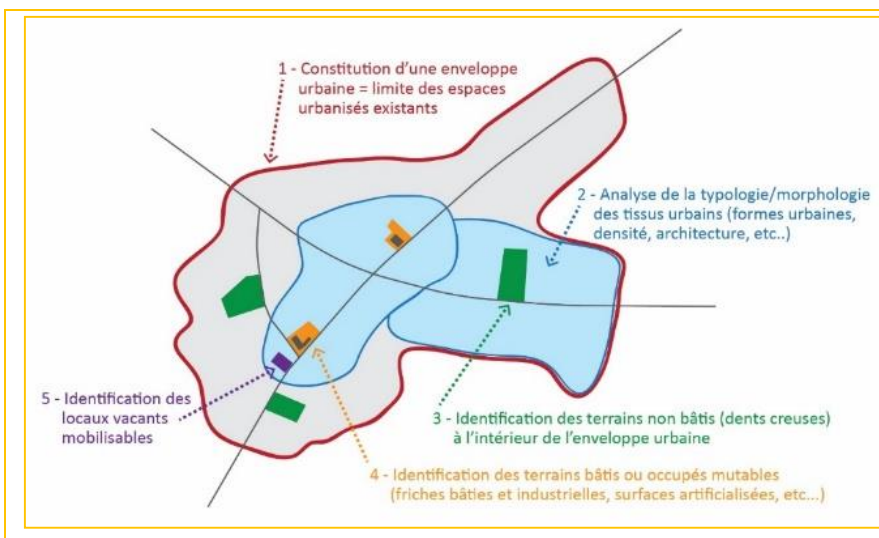 1 - Constitution d'une enveloppe
urbaine = limite des espaces
urbanisés existants
2 - Analyse de la typologie/morphologie
des tissus urbains (formes urbaines,
densité, architecture, etc..)
5 - Identification des
locaux vacants
mobilisables
3 - Identification des terrains non bâtis (dents creuses)
à l'intérieur de l'enveloppe urbaine
4 - Identification des terrains bâtis ou occupés mutables
(friches bâties et industrielles, surfaces artificialisées, etc...)